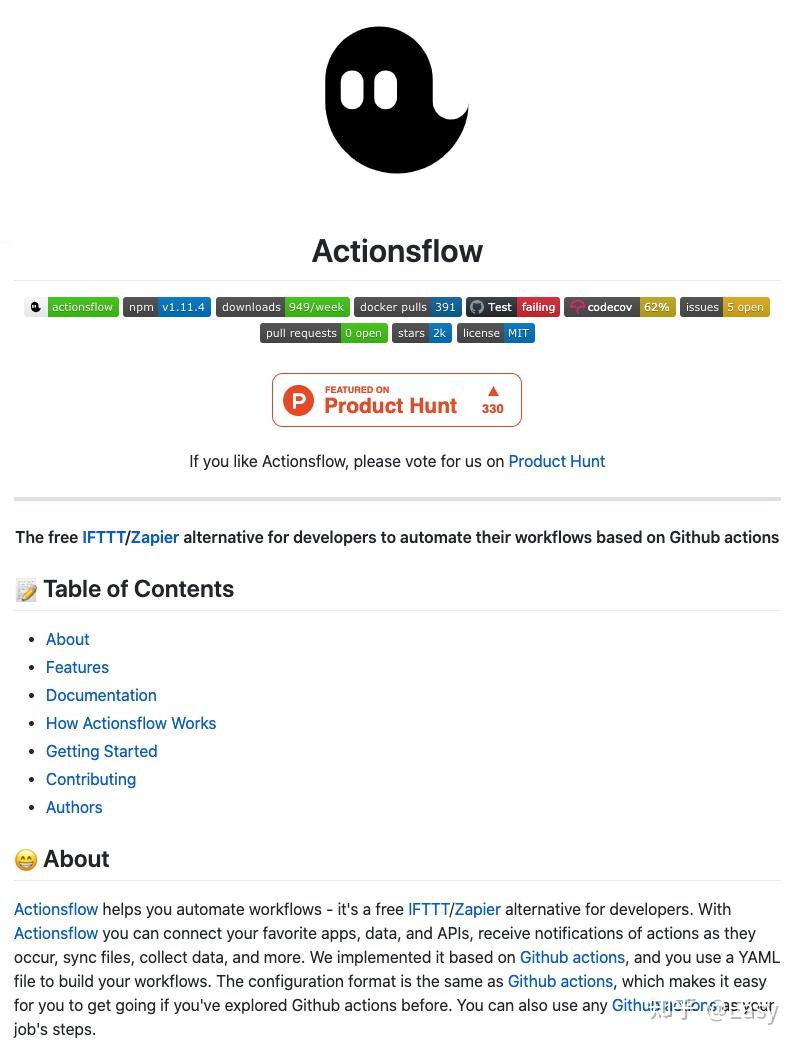 Actionsflow
actionsflow npm v1.11.4 downloads 949/week docker pulls 391 Test failing codecov 62% issues 5 open
pull requests 0 open stars 2k license MIT
P FEATURED ON
Product Hunt ▲ 330
If you like Actionsflow, please vote for us on Product Hunt
The free IFTTT/Zapier alternative for developers to automate their workflows based on Github actions
Table of Contents
• About
• Features
• Documentation
• How Actionsflow Works
• Getting Started
• Contributing
• Authors
About
Actionsflow helps you automate workflows - it's a free IFTTT/Zapier alternative for developers. With
Actionsflow you can connect your favorite apps, data, and APIs, receive notifications of actions as they
occur, sync files, collect data, and more. We implemented it based on Github actions, and you use a YAML
file to build your workflows. The configuration format is the same as Github actions, which makes it easy
for you to get going if you've explored Github actions before. You can also use any Github actions as your
job's steps.
知乎 @Easy